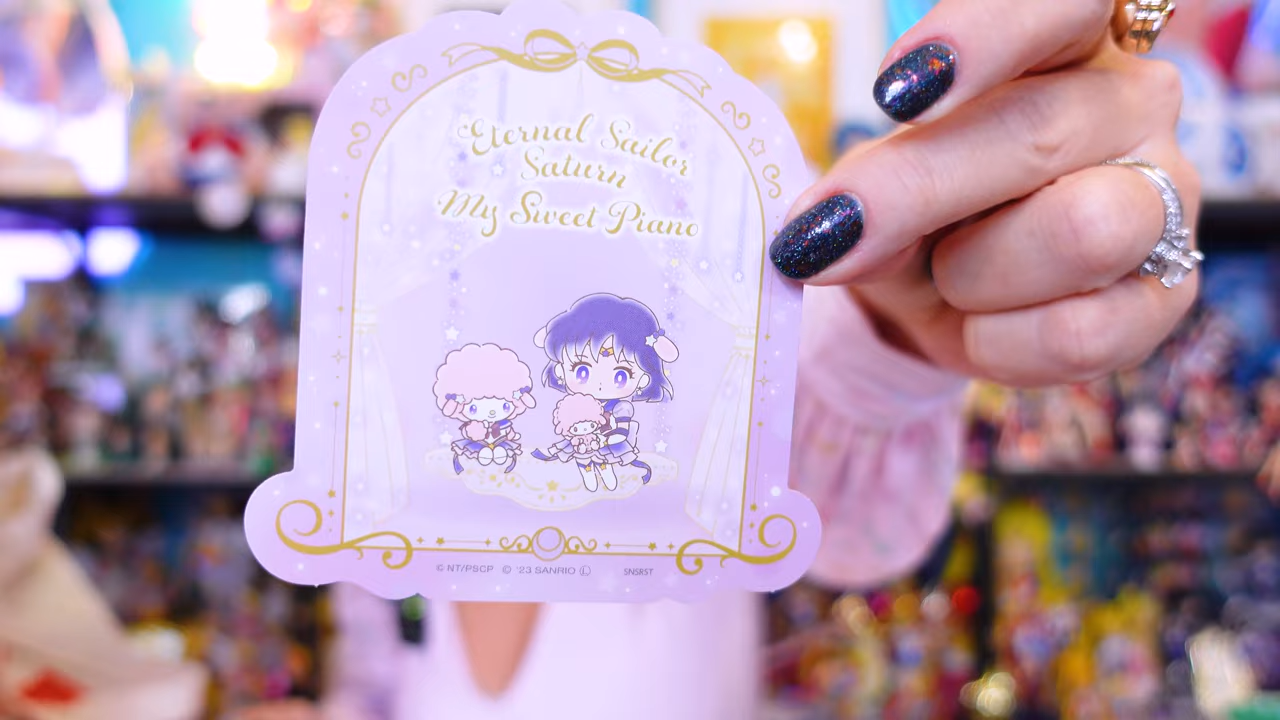 Eternal Sailor
Saturn
My Sweet Piano
© NT/PSCP © '23 SANRIO Ⓛ SNSRST